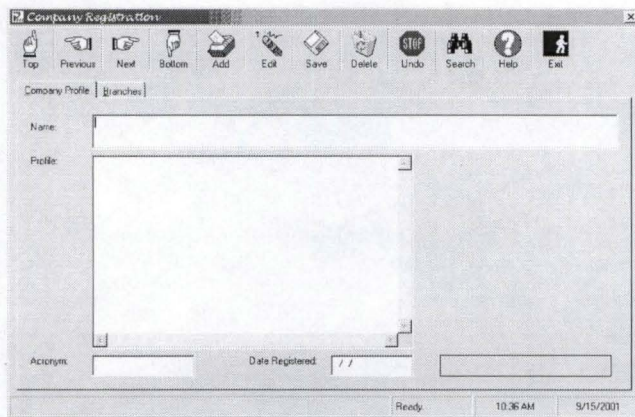 Company Registration
Top Previous Next Bottom Add Edit Save Delete STOP Undo Search ? Help Exit
Company Profile Branches
Name:
Profile:
Acronym: Date Registered: / /
Ready 10:36 AM 9/15/2001